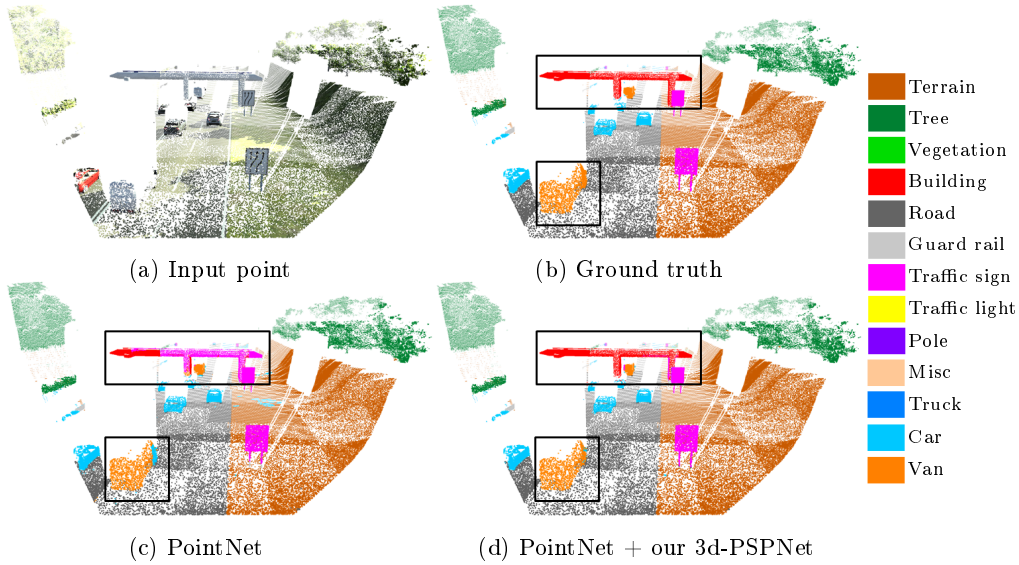 (a) Input point
(b) Ground truth
Terrain
Tree
Vegetation
Building
Road
Guard rail
Traffic sign
Traffic light
Pole
Misc
Truck
Car
Van
(c) PointNet
(d) PointNet + our 3d-PSPNet